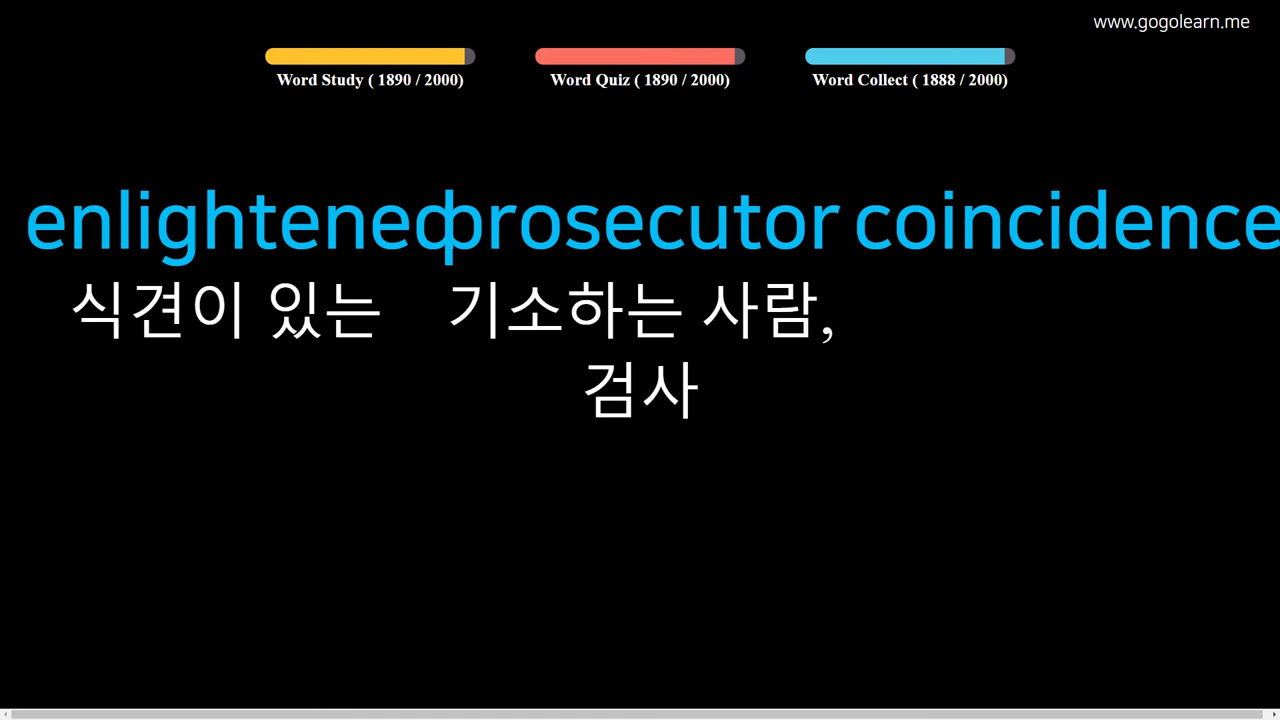 www.gogolearn.me
Word Study ( 1890 / 2000)
Word Quiz ( 1890 / 2000)
Word Collect ( 1888 / 2000)
enlightened
prosecutor
coincidence
식견이 있는
기소하는 사람,
검사